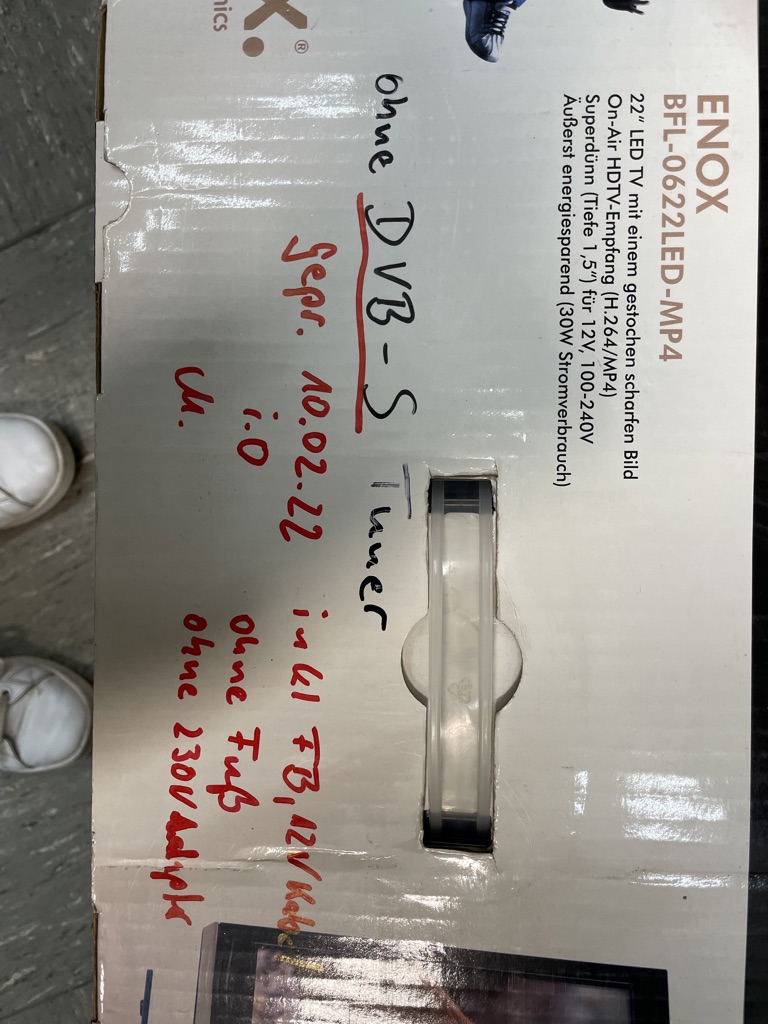 X.®
nics
ENOX
BFL-0622LED-MP4
22" LED TV mit einem gestochen scharfen Bild
On-Air HDTV-Empfang (H.264/MP4)
Superdünn (Tiefe 1,5") für 12V, 100-240V
Äußerst energiesparend (30W Stromverbrauch)
ohne DVB-S Tuner
Gepr. 10.02.22
i.O
inkl FB, 12V Kabel
ohne Fuß
ohne 230V Adapter